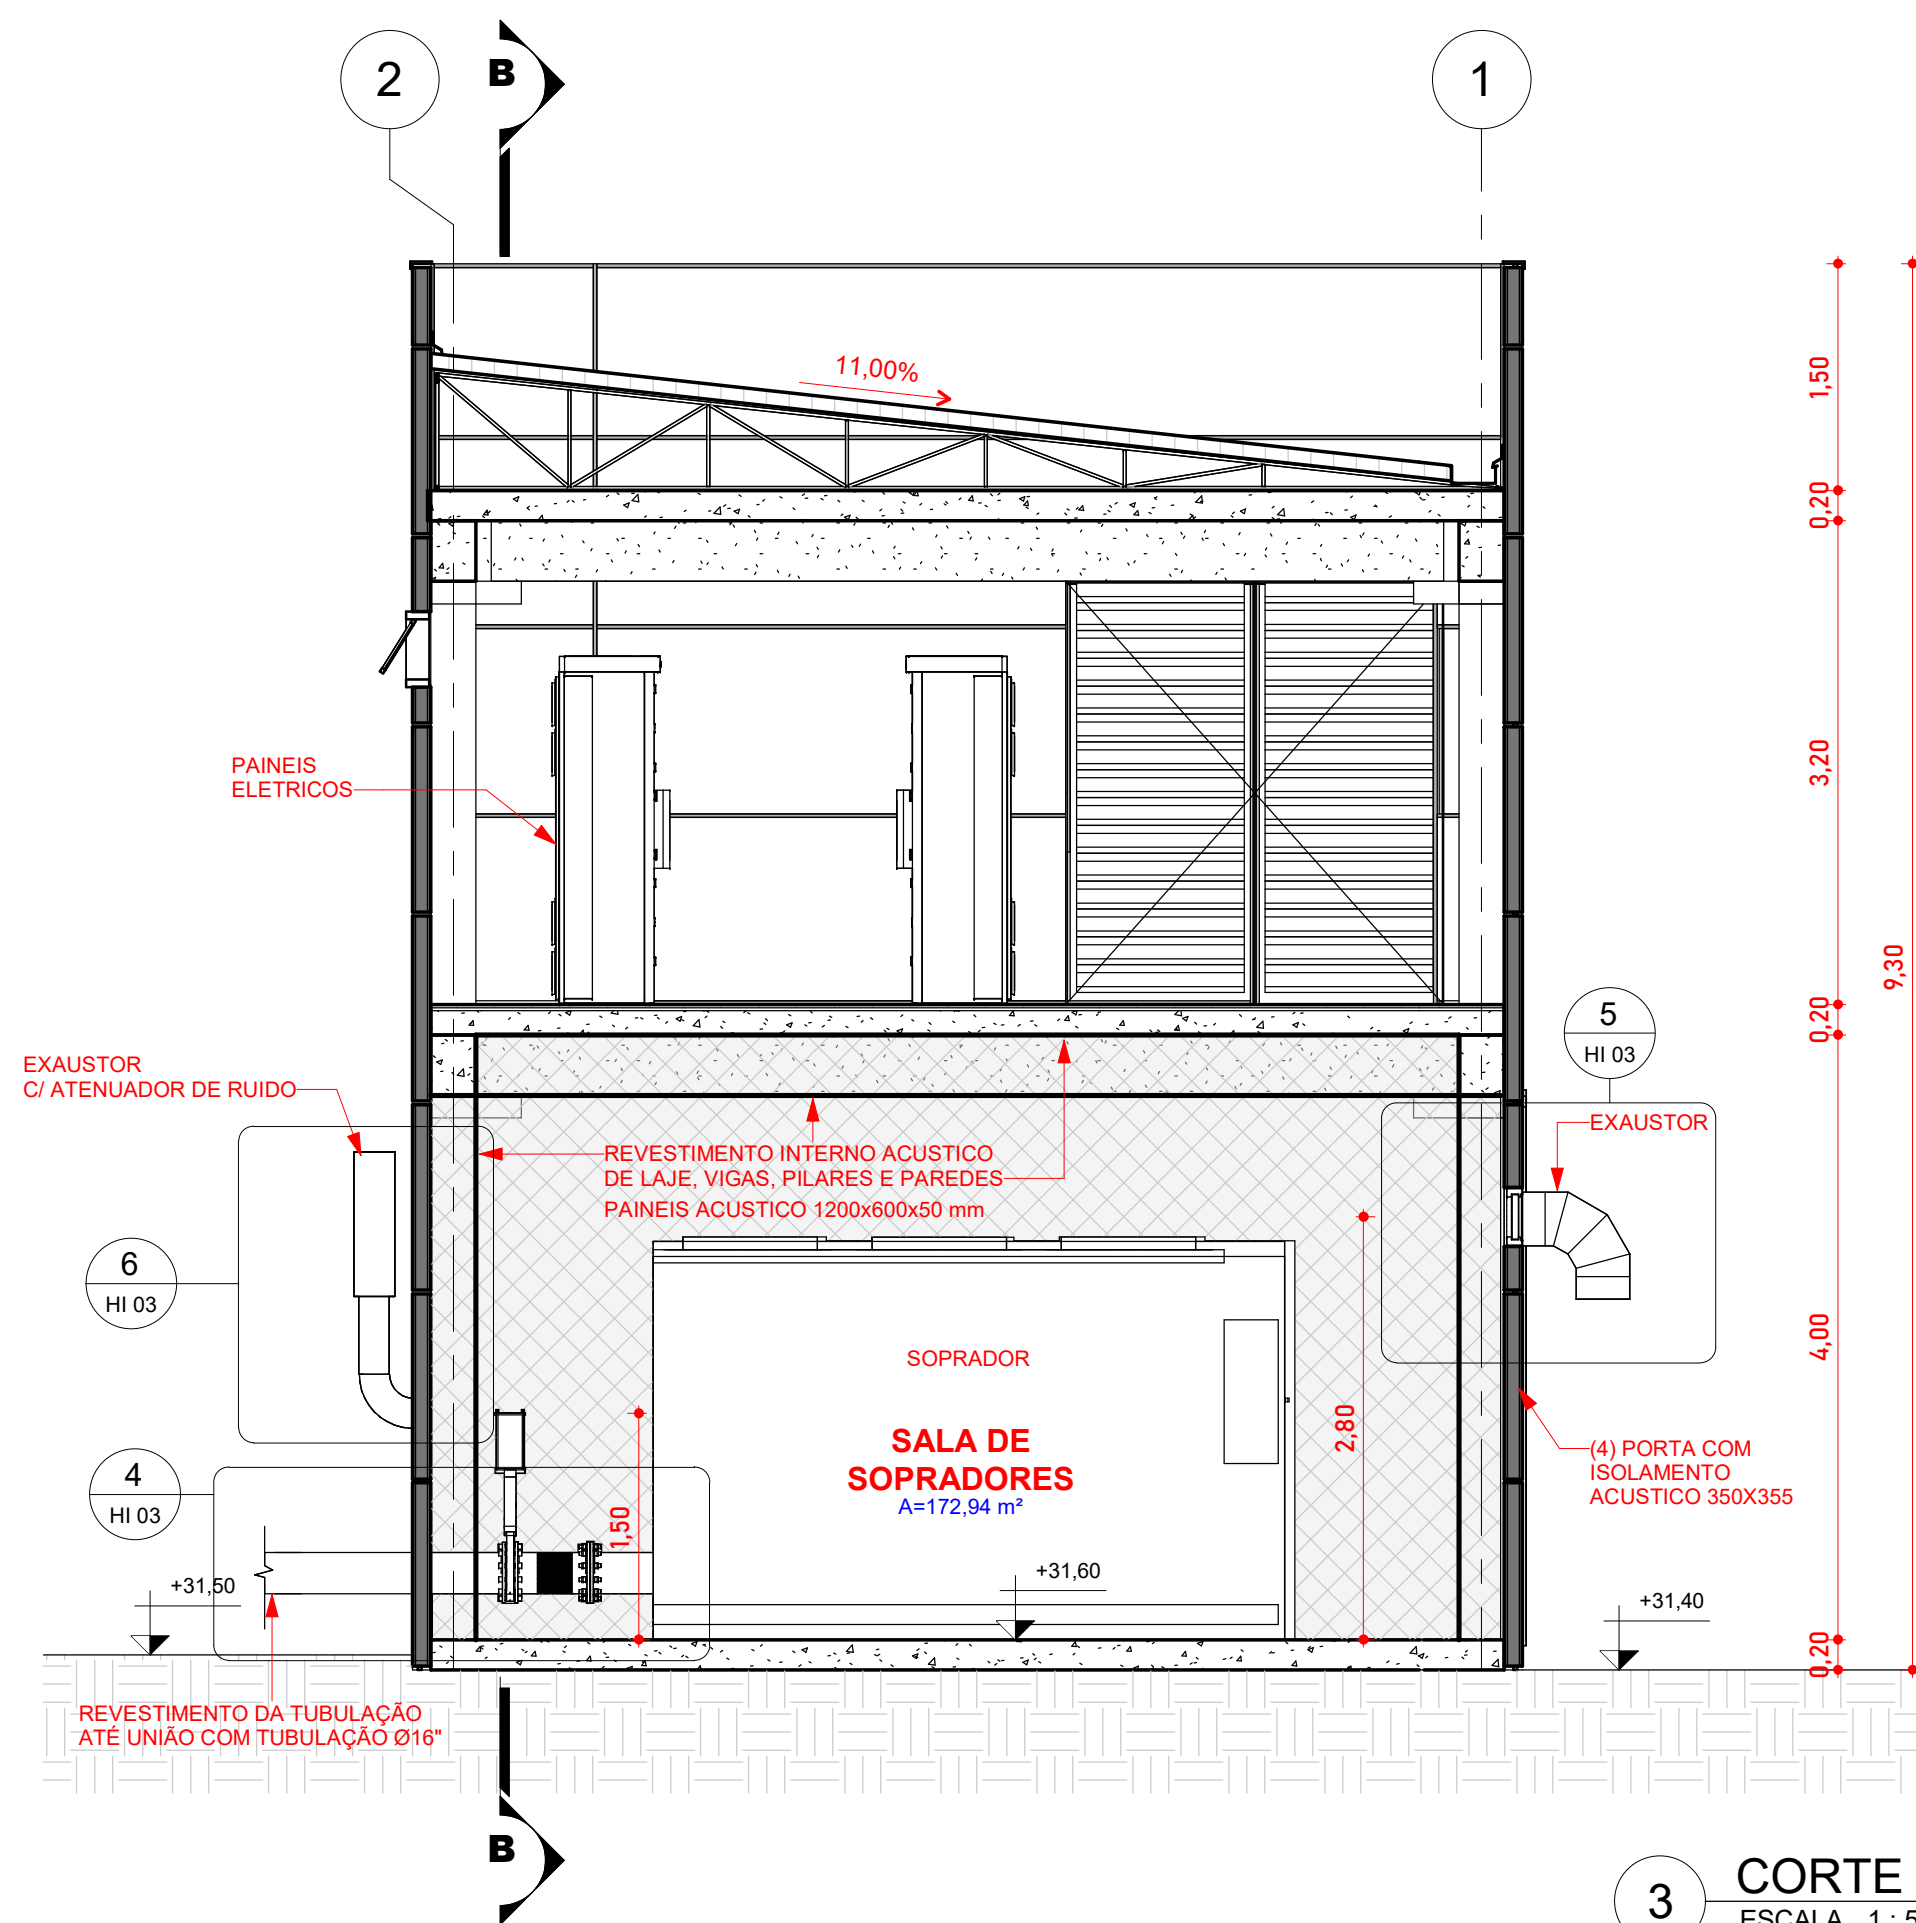 2
B
1
11,00%
1,50
0,20
3,20
PAINEIS
ELETRICOS
9,30
0,20
5
HI 03
EXAUSTOR
C/ ATENUADOR DE RUIDO
EXAUSTOR
REVESTIMENTO INTERNO ACUSTICO
DE LAJE, VIGAS, PILARES E PAREDES
PAINEIS ACUSTICO 1200x600x50 mm
6
HI 03
SOPRADOR
4,00
2,80
SALA DE
SOPRADORES
A=172,94 m²
(4) PORTA COM
ISOLAMENTO
ACUSTICO 350X355
4
HI 03
1,50
+31,50
+31,60
+31,40
0,20
REVESTIMENTO DA TUBULAÇÃO
ATÉ UNIÃO COM TUBULAÇÃO Ø16"
B
3
CORTE
ESCALA 1 : 5